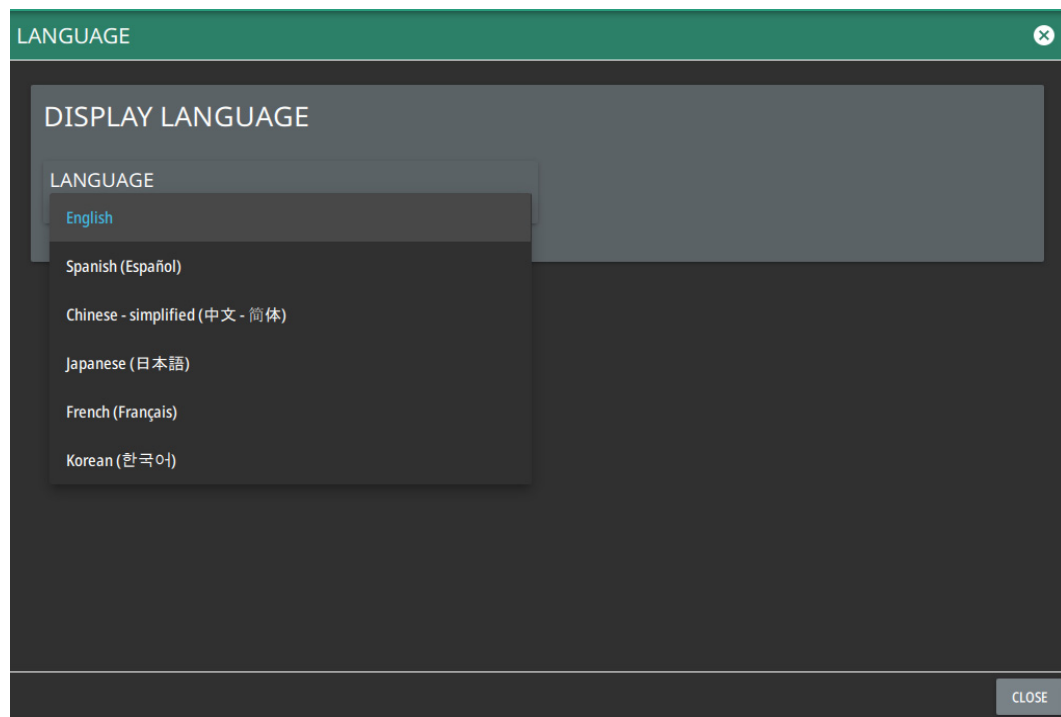 LANGUAGE
DISPLAY LANGUAGE
LANGUAGE
English
Spanish (Español)
Chinese - simplified (中文 - 简体)
Japanese (日本語)
French (Français)
Korean (한국어)
CLOSE